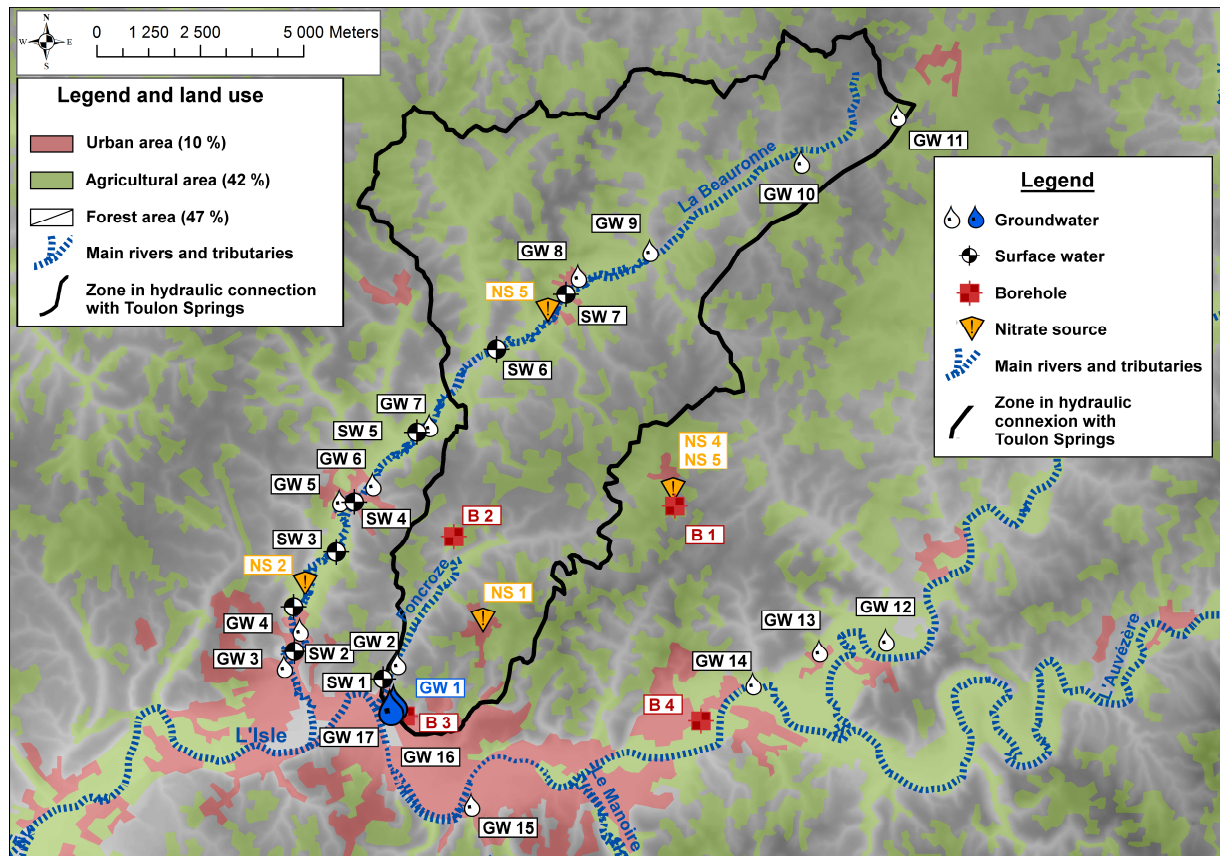 N
W
E
S
0 1 250 2 500 5 000 Meters
Legend and land use
Urban area (10 %)
Agricultural area (42 %)
Forest area (47 %)
Main rivers and tributaries
Zone in hydraulic connection
with Toulon Springs
Legend
Groundwater
Surface water
Borehole
Nitrate source
Main rivers and tributaries
Zone in hydraulic
connexion with
Toulon Springs
GW 11
GW 10
La Beauronne
GW 9
GW 8
NS 5
SW 7
SW 6
GW 7
SW 5
GW 6
GW 5
SW 4
NS 4
NS 5
B 1
B 2
SW 3
NS 2
Foncroze
NS 1
GW 4
GW 3
SW 2
GW 2
SW 1
GW 1
B 3
GW 12
GW 13
GW 14
B 4
L'Auvézère
L'Isle
GW 17
GW 16
GW 15
Le Manoire